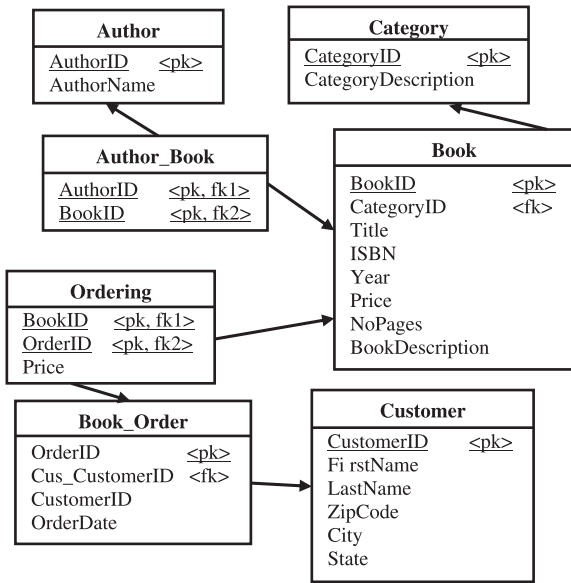 Author
AuthorID <pk>
AuthorName
Category
CategoryID <pk>
CategoryDescription
Author_Book
AuthorID <pk, fk1>
BookID <pk, fk2>
Book
BookID <pk>
CategoryID <fk>
Title
ISBN
Year
Price
NoPages
BookDescription
Ordering
BookID <pk, fk1>
OrderID <pk, fk2>
Price
Book_Order
OrderID <pk>
Cus_CustomerID <fk>
CustomerID
OrderDate
Customer
CustomerID <pk>
Fi rstName
LastName
ZipCode
City
State